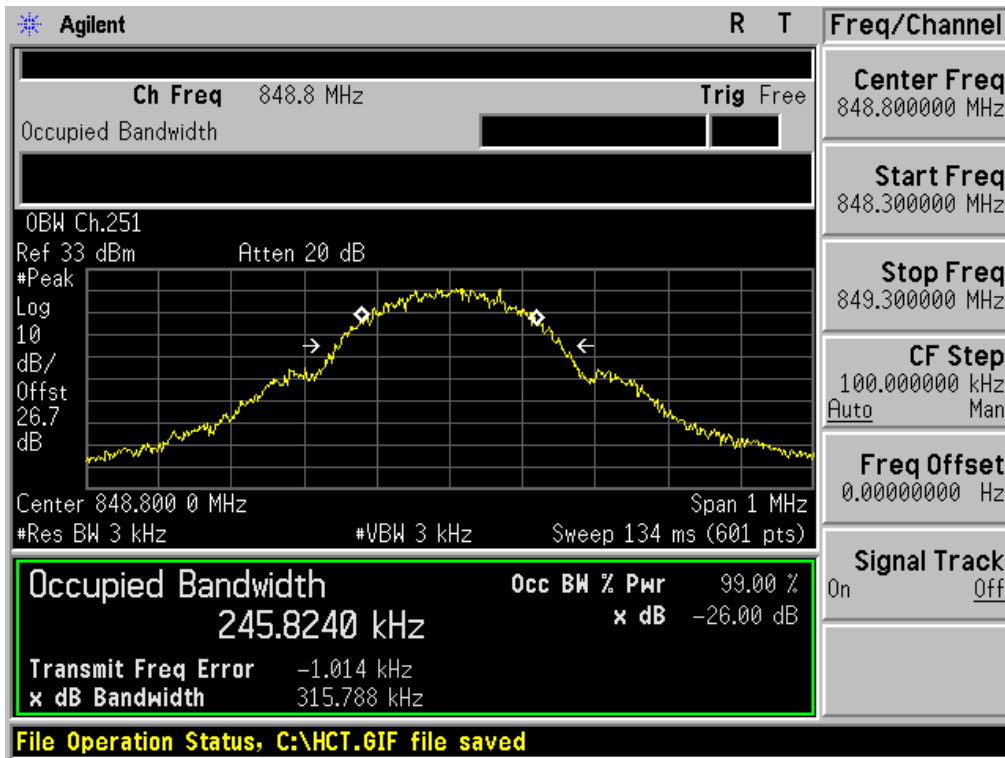 Agilent R T
Freq/Channel
Ch Freq 848.8 MHz Trig Free
Occupied Bandwidth
Center Freq
848.800000 MHz
Start Freq
848.300000 MHz
Stop Freq
849.300000 MHz
CF Step
100.000000 kHz
Auto Man
Freq Offset
0.00000000 Hz
Signal Track
On Off
OBW Ch.251
Ref 33 dBm Atten 20 dB
#Peak
Log
10
dB/
Offst
26.7
dB
Center 848.800 0 MHz Span 1 MHz
#Res BW 3 kHz #VBW 3 kHz Sweep 134 ms (601 pts)
Occupied Bandwidth Occ BW % Pwr 99.00 %
245.8240 kHz x dB -26.00 dB
Transmit Freq Error -1.014 kHz
x dB Bandwidth 315.788 kHz
File Operation Status, C:\HCT.GIF file saved